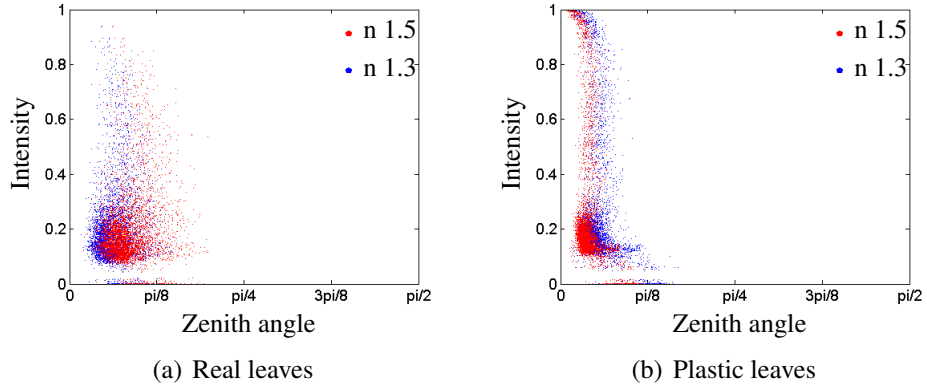 1
0.8
0.6
0.4
0.2
0
Intensity
n 1.5
n 1.3
0 pi/8 pi/4 3pi/8 pi/2
Zenith angle
(a) Real leaves
1
0.8
0.6
0.4
0.2
0
Intensity
n 1.5
n 1.3
0 pi/8 pi/4 3pi/8 pi/2
Zenith angle
(b) Plastic leaves